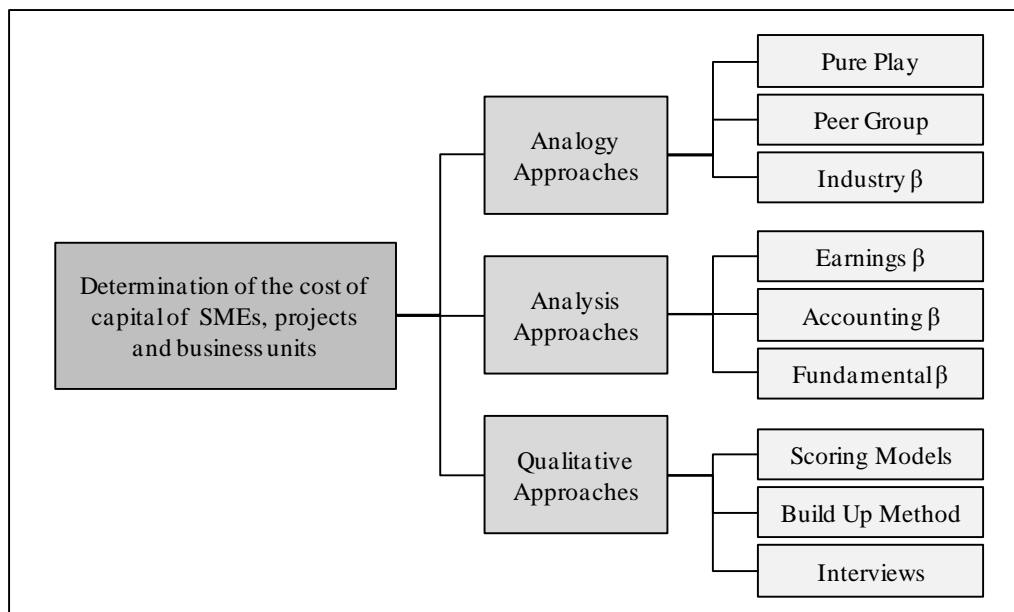 Determination of the cost of
capital of SMEs, projects
and business units
Analogy
Approaches
Pure Play
Peer Group
Industry β
Analysis
Approaches
Earnings β
Accounting β
Fundamental β
Qualitative
Approaches
Scoring Models
Build Up Method
Interviews